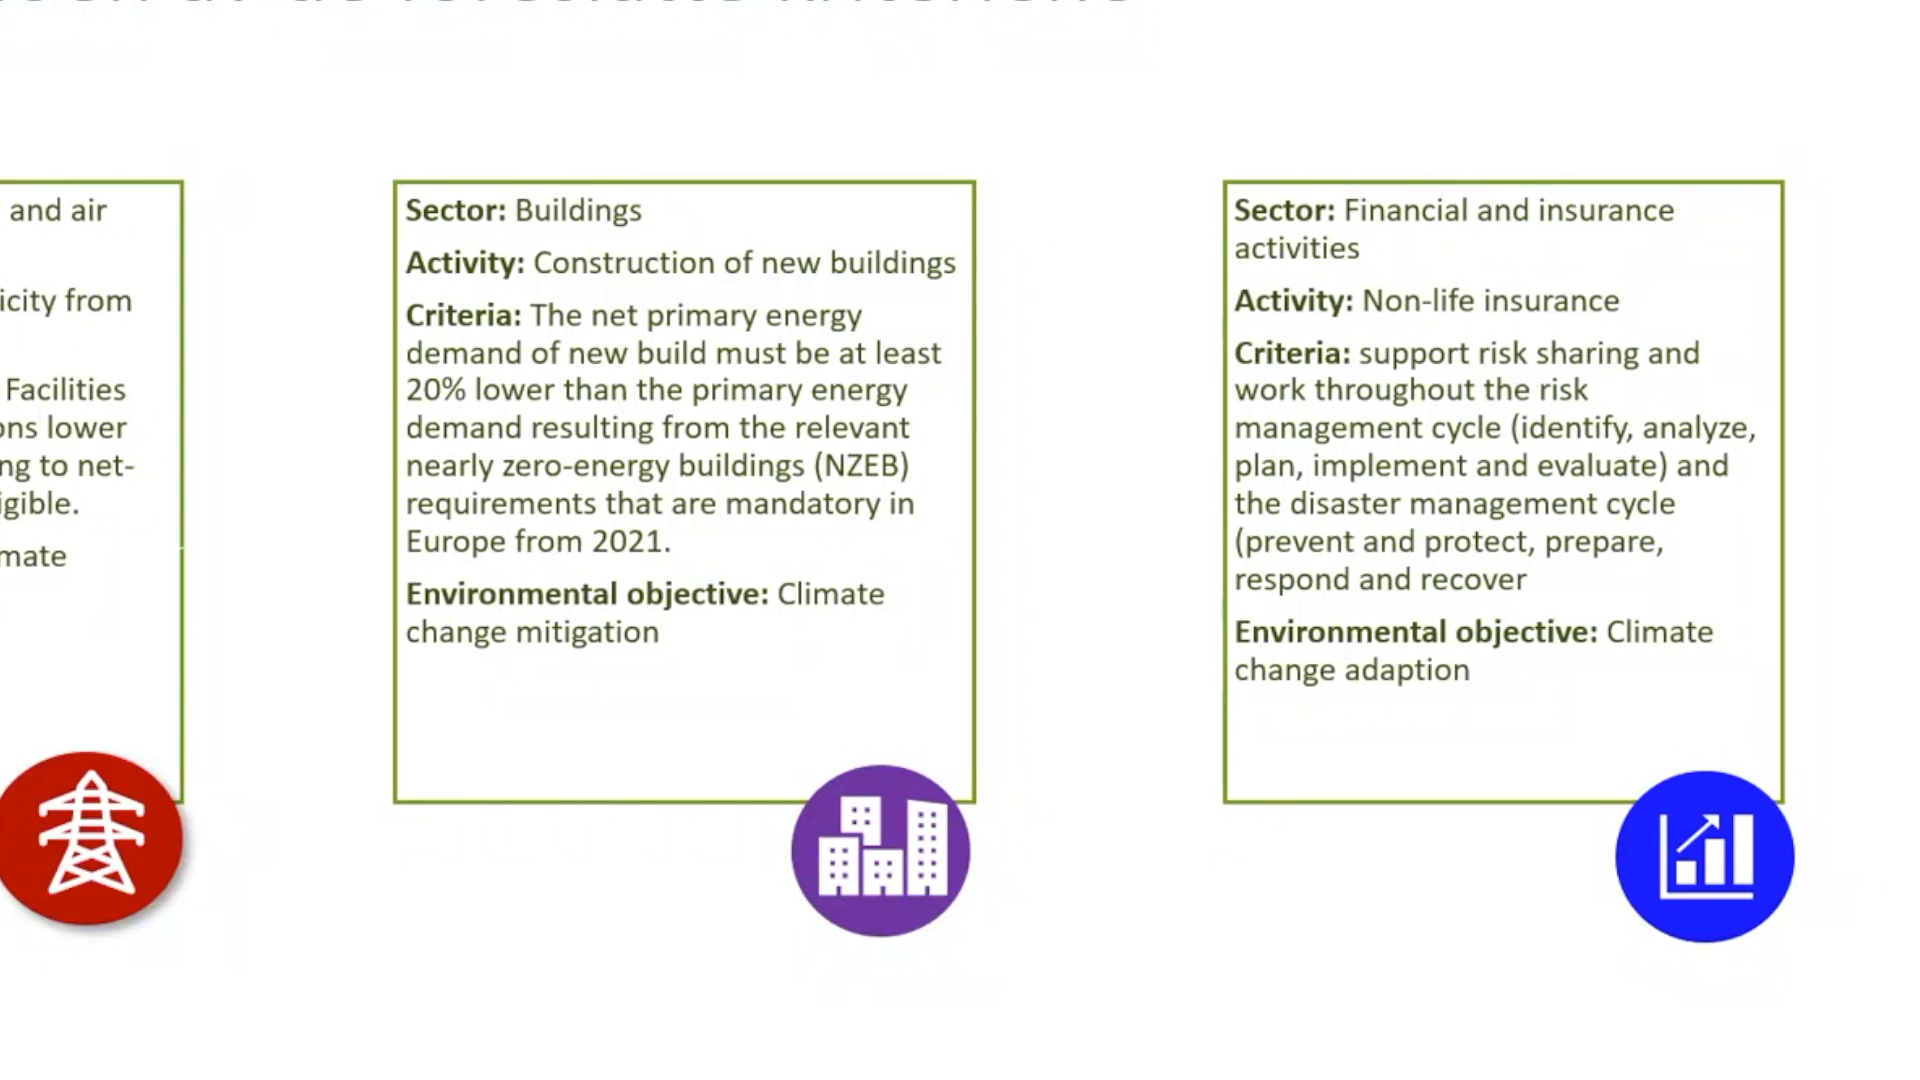 and air
icity from
Facilities
ons lower
ng to net-
igible.
mate
Sector: Buildings
Activity: Construction of new buildings
Criteria: The net primary energy
demand of new build must be at least
20% lower than the primary energy
demand resulting from the relevant
nearly zero-energy buildings (NZEB)
requirements that are mandatory in
Europe from 2021.
Environmental objective: Climate
change mitigation
Sector: Financial and insurance
activities
Activity: Non-life insurance
Criteria: support risk sharing and
work throughout the risk
management cycle (identify, analyze,
plan, implement and evaluate) and
the disaster management cycle
(prevent and protect, prepare,
respond and recover
Environmental objective: Climate
change adaption